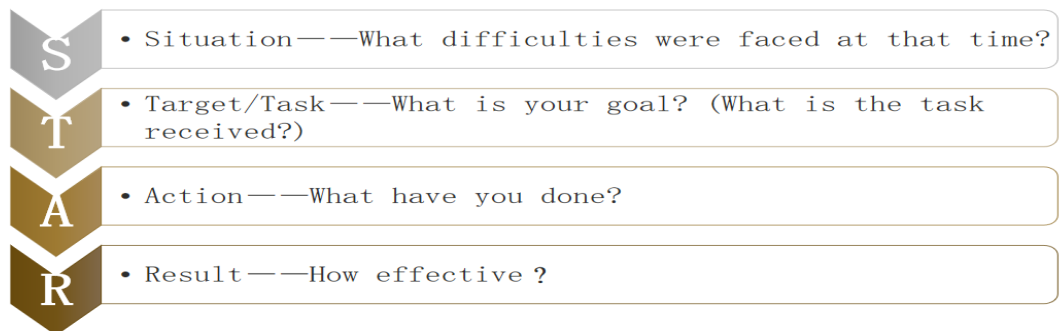 S
• Situation——What difficulties were faced at that time?
T
• Target/Task——What is your goal? (What is the task
received?)
A
• Action——What have you done?
R
• Result——How effective?